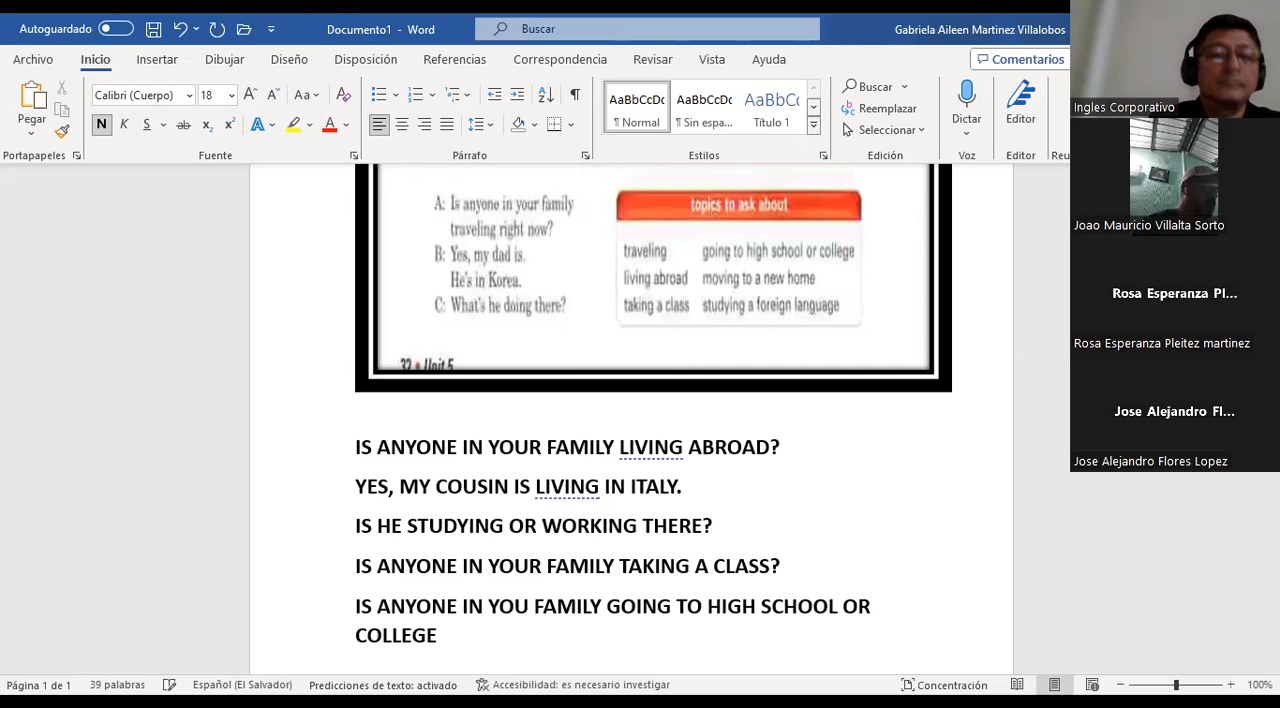 Autoguardado
Documento1 - Word
Buscar
Gabriela Aileen Martinez Villalobos
Archivo Inicio Insertar Dibujar Diseño Disposición Referencias Correspondencia Revisar Vista Ayuda
Comentarios
Pegar
Calibri (Cuerpo) 18
Aa
N K S ab x₂ x²
AaBbCcDc AaBbCcDc AaBbCc
¶ Normal ¶ Sin espa... Título 1
Buscar
Reemplazar
Seleccionar
Dictar
Editor
Portapapeles Fuente Párrafo Estilos Edición Voz Editor Reu
A: Is anyone in your family
traveling right now?
B: Yes, my dad is.
He's in Korea.
C: What's he doing there?
topics to ask about
traveling going to high school or college
living abroad moving to a new home
taking a class studying a foreign language
32 • Unit 5
IS ANYONE IN YOUR FAMILY LIVING ABROAD?
YES, MY COUSIN IS LIVING IN ITALY.
IS HE STUDYING OR WORKING THERE?
IS ANYONE IN YOUR FAMILY TAKING A CLASS?
IS ANYONE IN YOU FAMILY GOING TO HIGH SCHOOL OR
COLLEGE
Página 1 de 1 39 palabras Español (El Salvador) Predicciones de texto: activado Accesibilidad: es necesario investigar Concentración 100%
Ingles Corporativo
Joao Mauricio Villalta Sorto
Rosa Esperanza Pl...
Rosa Esperanza Pleitez martinez
Jose Alejandro Fl...
Jose Alejandro Flores Lopez